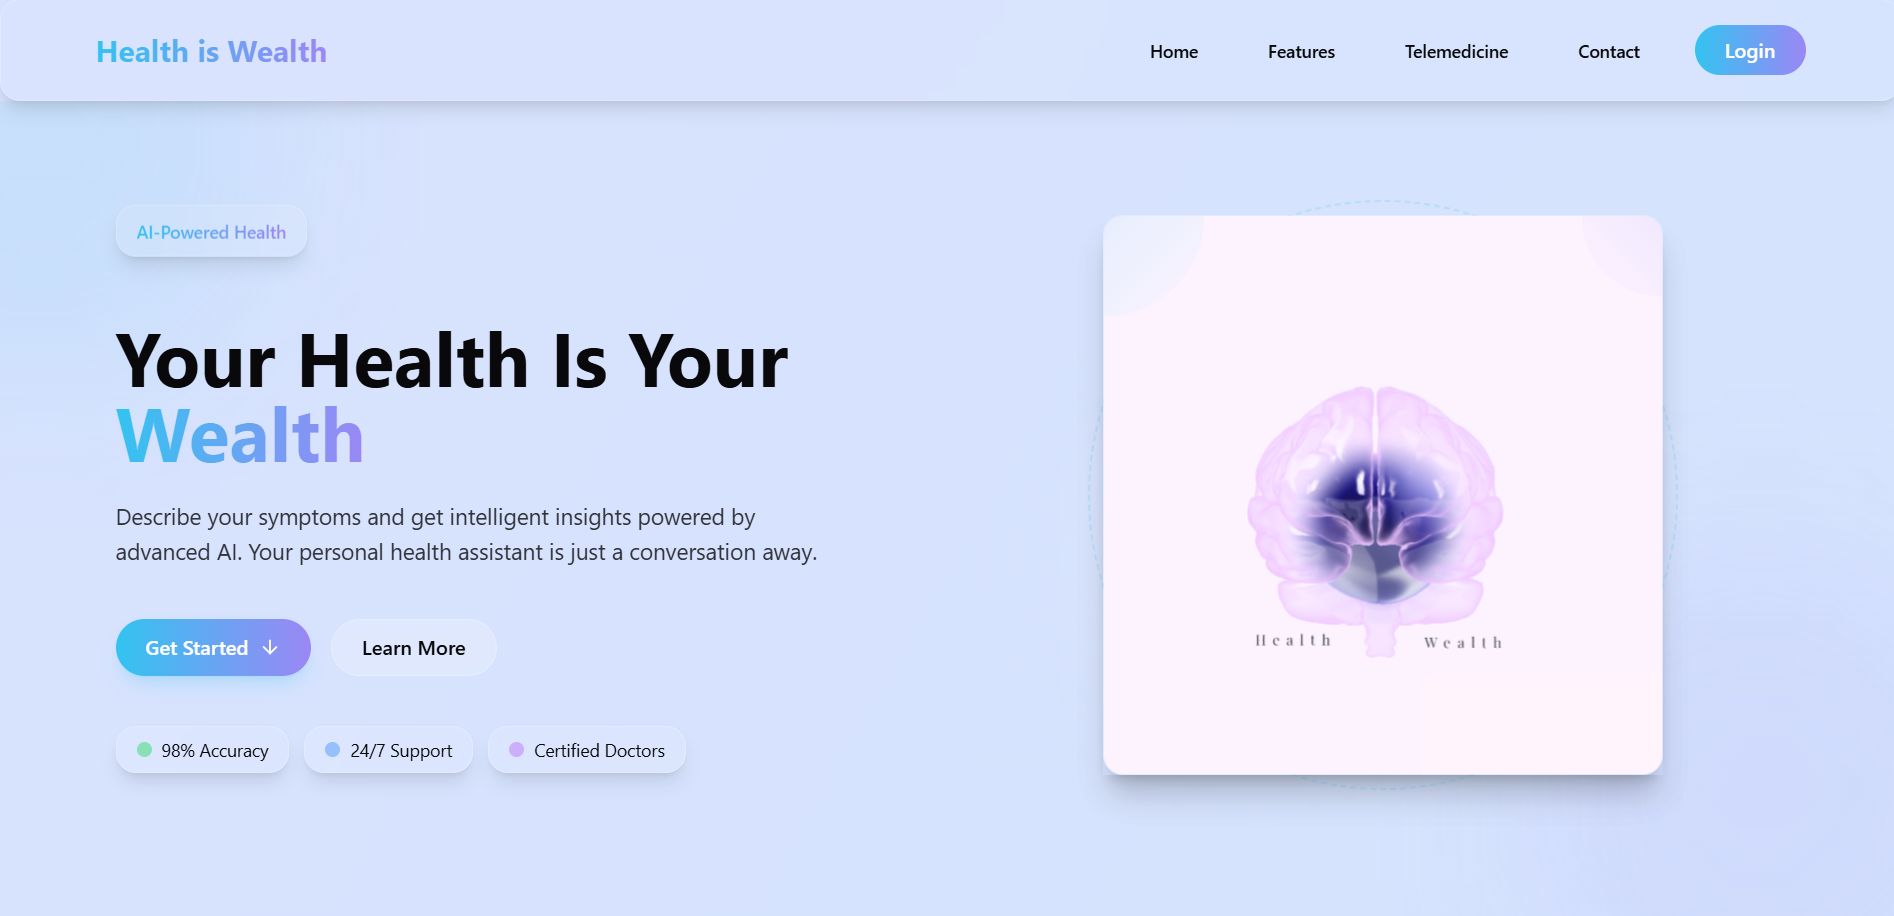 Health is Wealth
Home
Features
Telemedicine
Contact
Login
AI-Powered Health
Your Health Is Your
Wealth
Describe your symptoms and get intelligent insights powered by
advanced AI. Your personal health assistant is just a conversation away.
Get Started
Learn More
98% Accuracy
24/7 Support
Certified Doctors
Health
Wealth